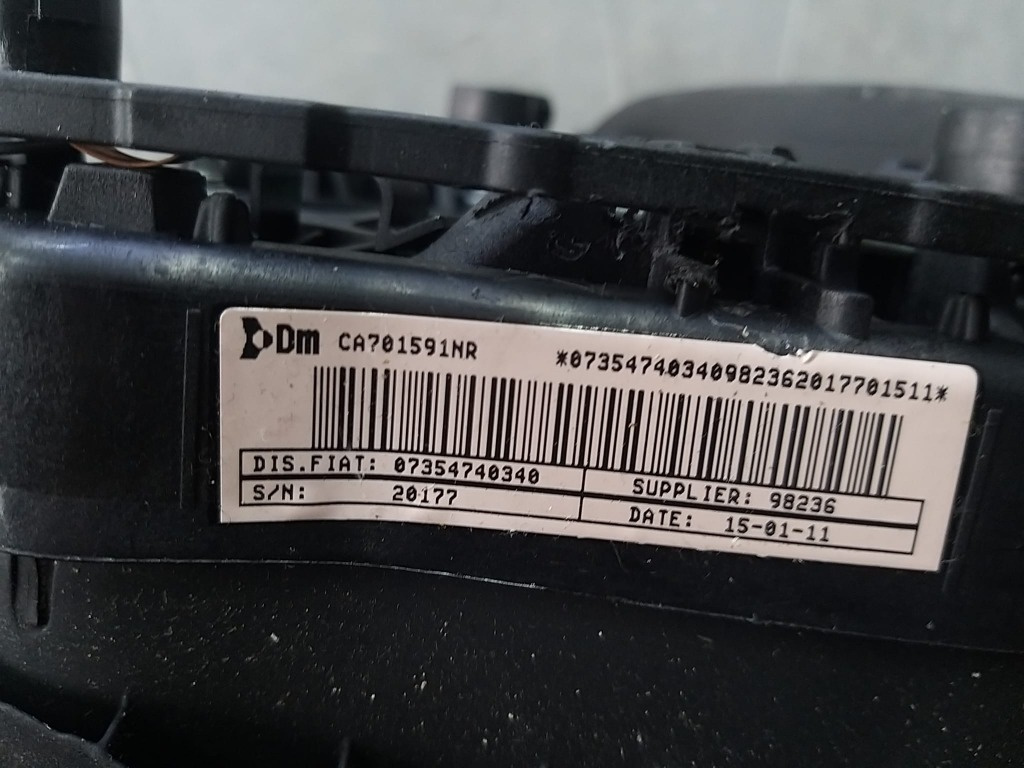 Dm CA701591NR *07354740340982362017701511*
DIS.FIAT: 07354740340 SUPPLIER: 98236
S/N: 20177 DATE: 15-01-11